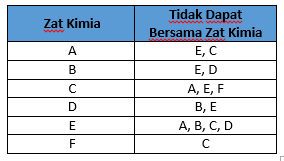 Zat Kimia Tidak Dapat Bersama Zat Kimia
A E, C
B E, D
C A, E, F
D B, E
E A, B, C, D
F C